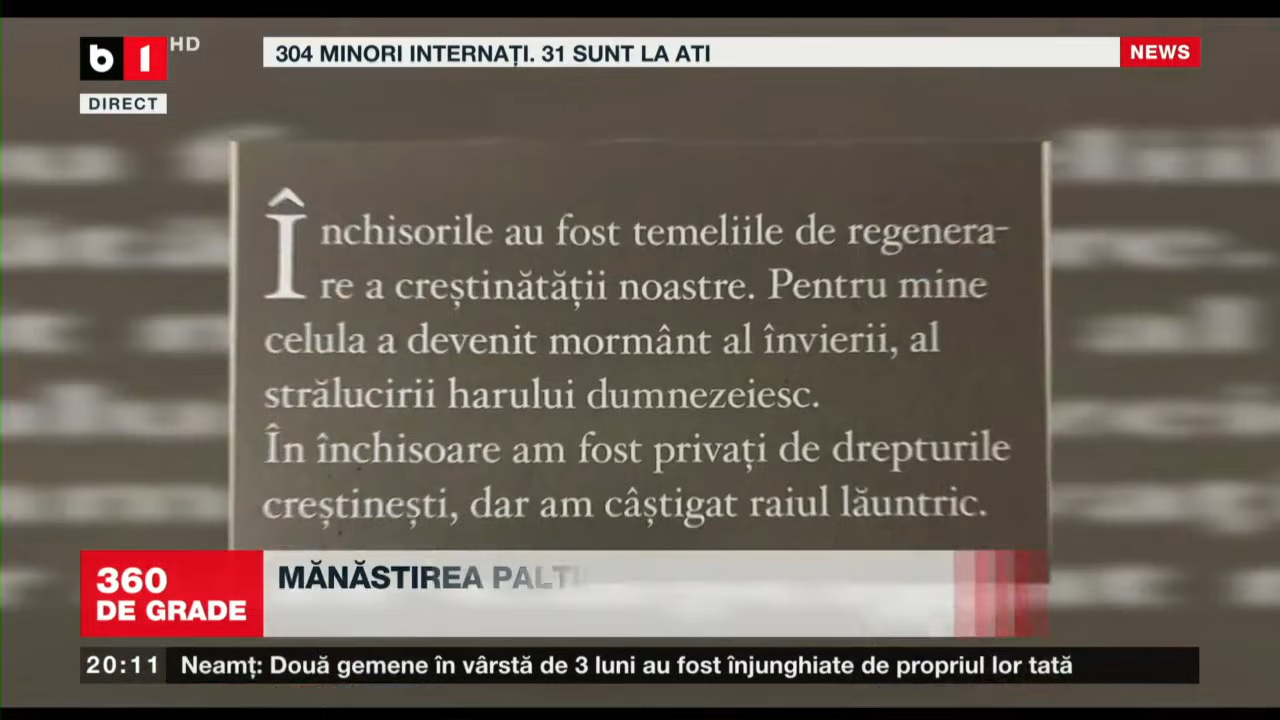 b1 HD
304 MINORI INTERNAȚI. 31 SUNT LA ATI
NEWS
DIRECT
Închisorile au fost temeliile de regenera-
re a creștinătății noastre. Pentru mine
celula a devenit mormânt al învierii, al
strălucirii harului dumnezeiesc.
În închisoare am fost privați de drepturile
creștinești, dar am câștigat raiul lăuntric.
360
DE GRADE
MĂNĂSTIREA PALTI
20:11 Neamț: Două gemene în vârstă de 3 luni au fost înjunghiate de propriul lor tată